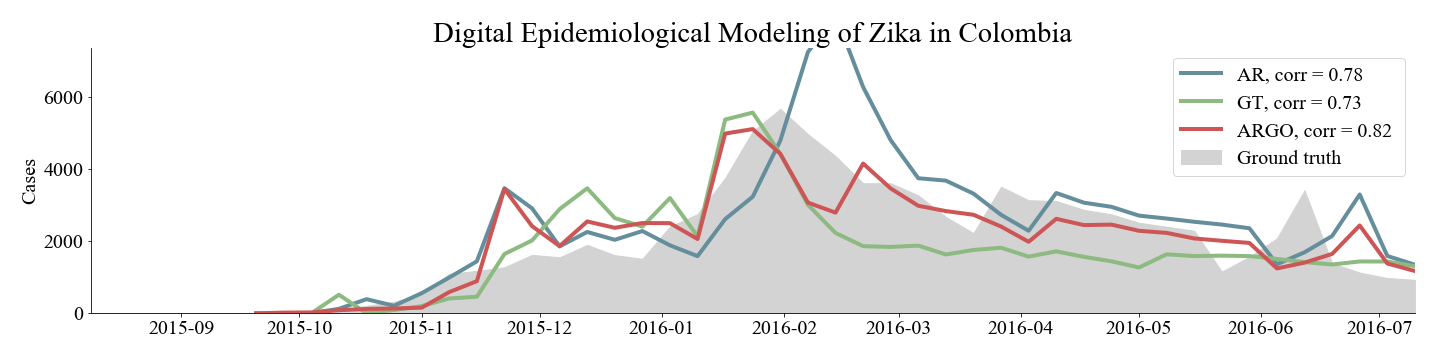 Digital Epidemiological Modeling of Zika in Colombia
AR, corr = 0.78
GT, corr = 0.73
ARGO, corr = 0.82
Ground truth
Cases
6000
4000
2000
0
2015-09 2015-10 2015-11 2015-12 2016-01 2016-02 2016-03 2016-04 2016-05 2016-06 2016-07